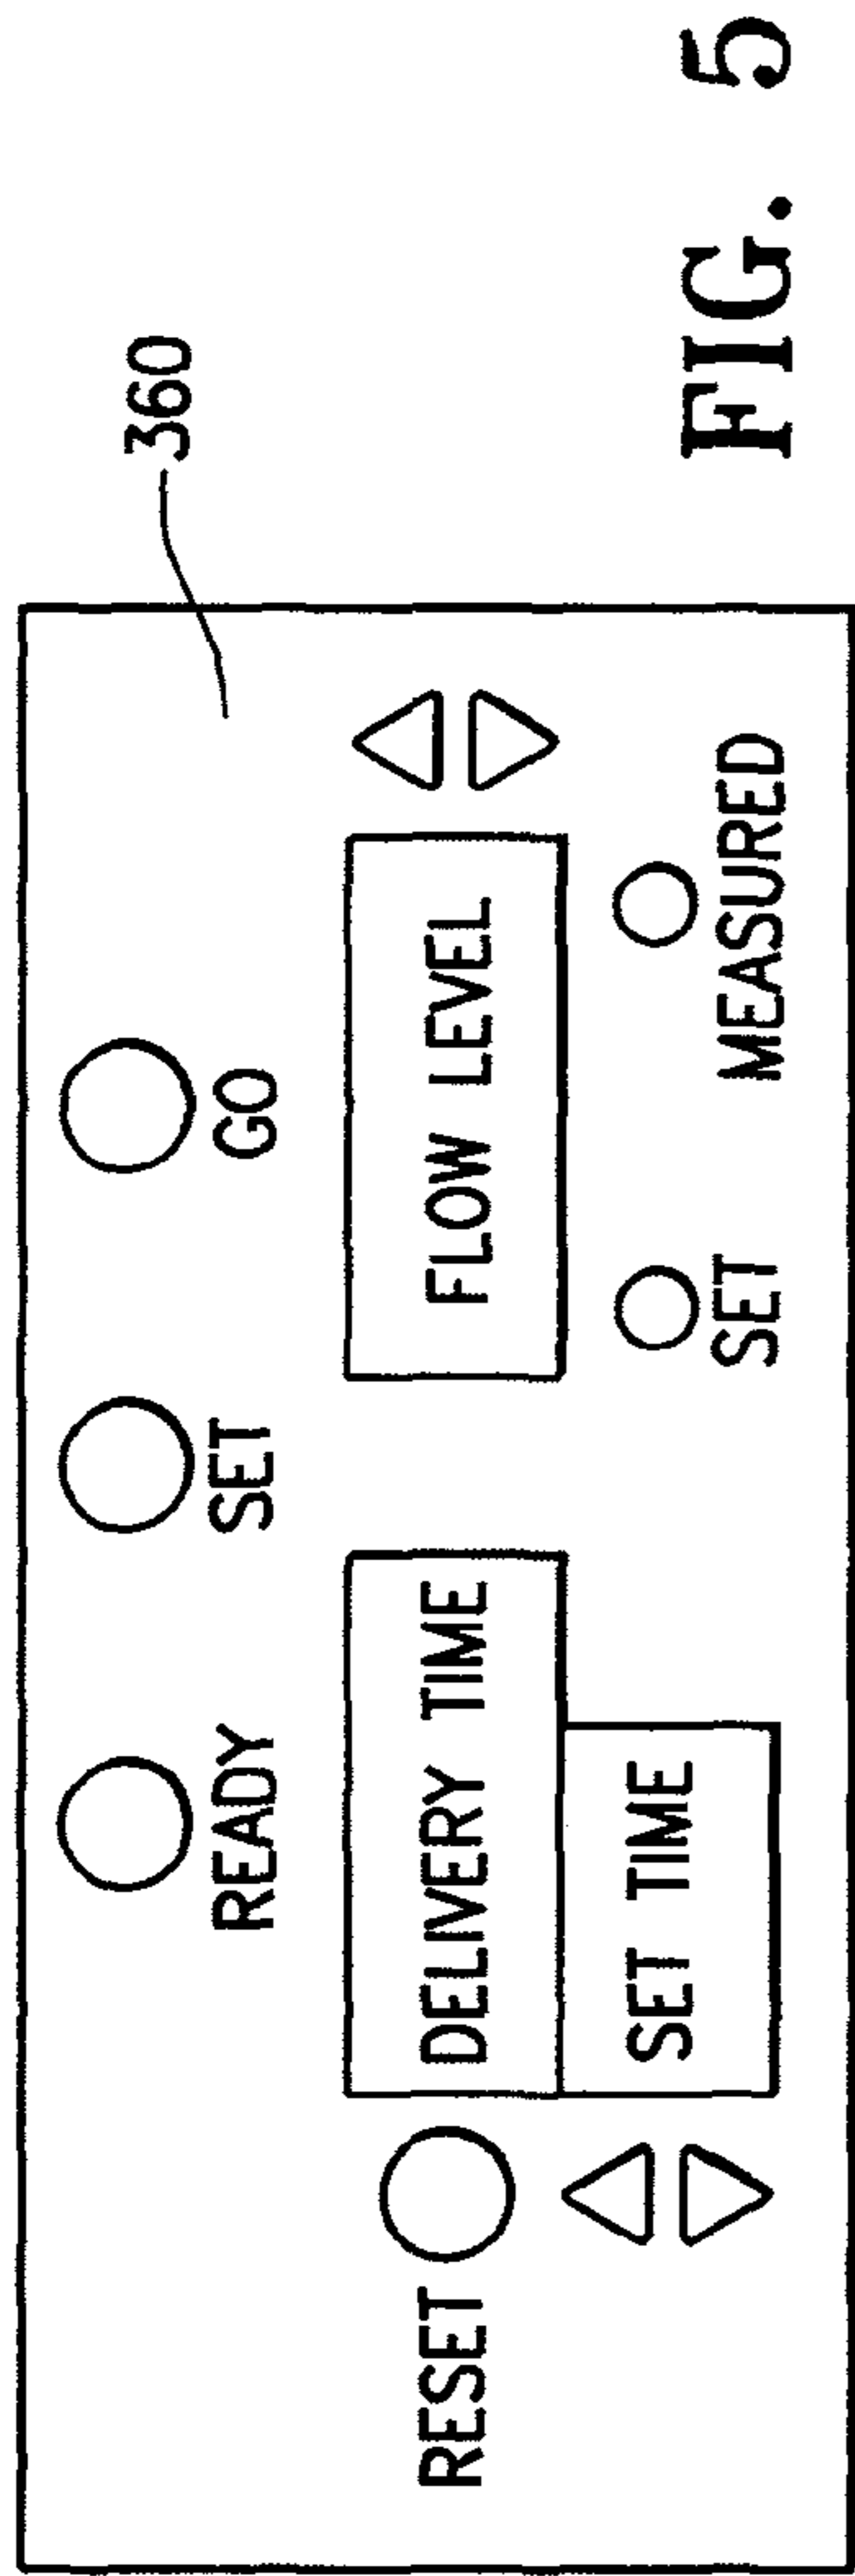 360
READY
SET
GO
RESET
DELIVERY TIME
FLOW LEVEL
SET TIME
SET
MEASURED
FIG. 5